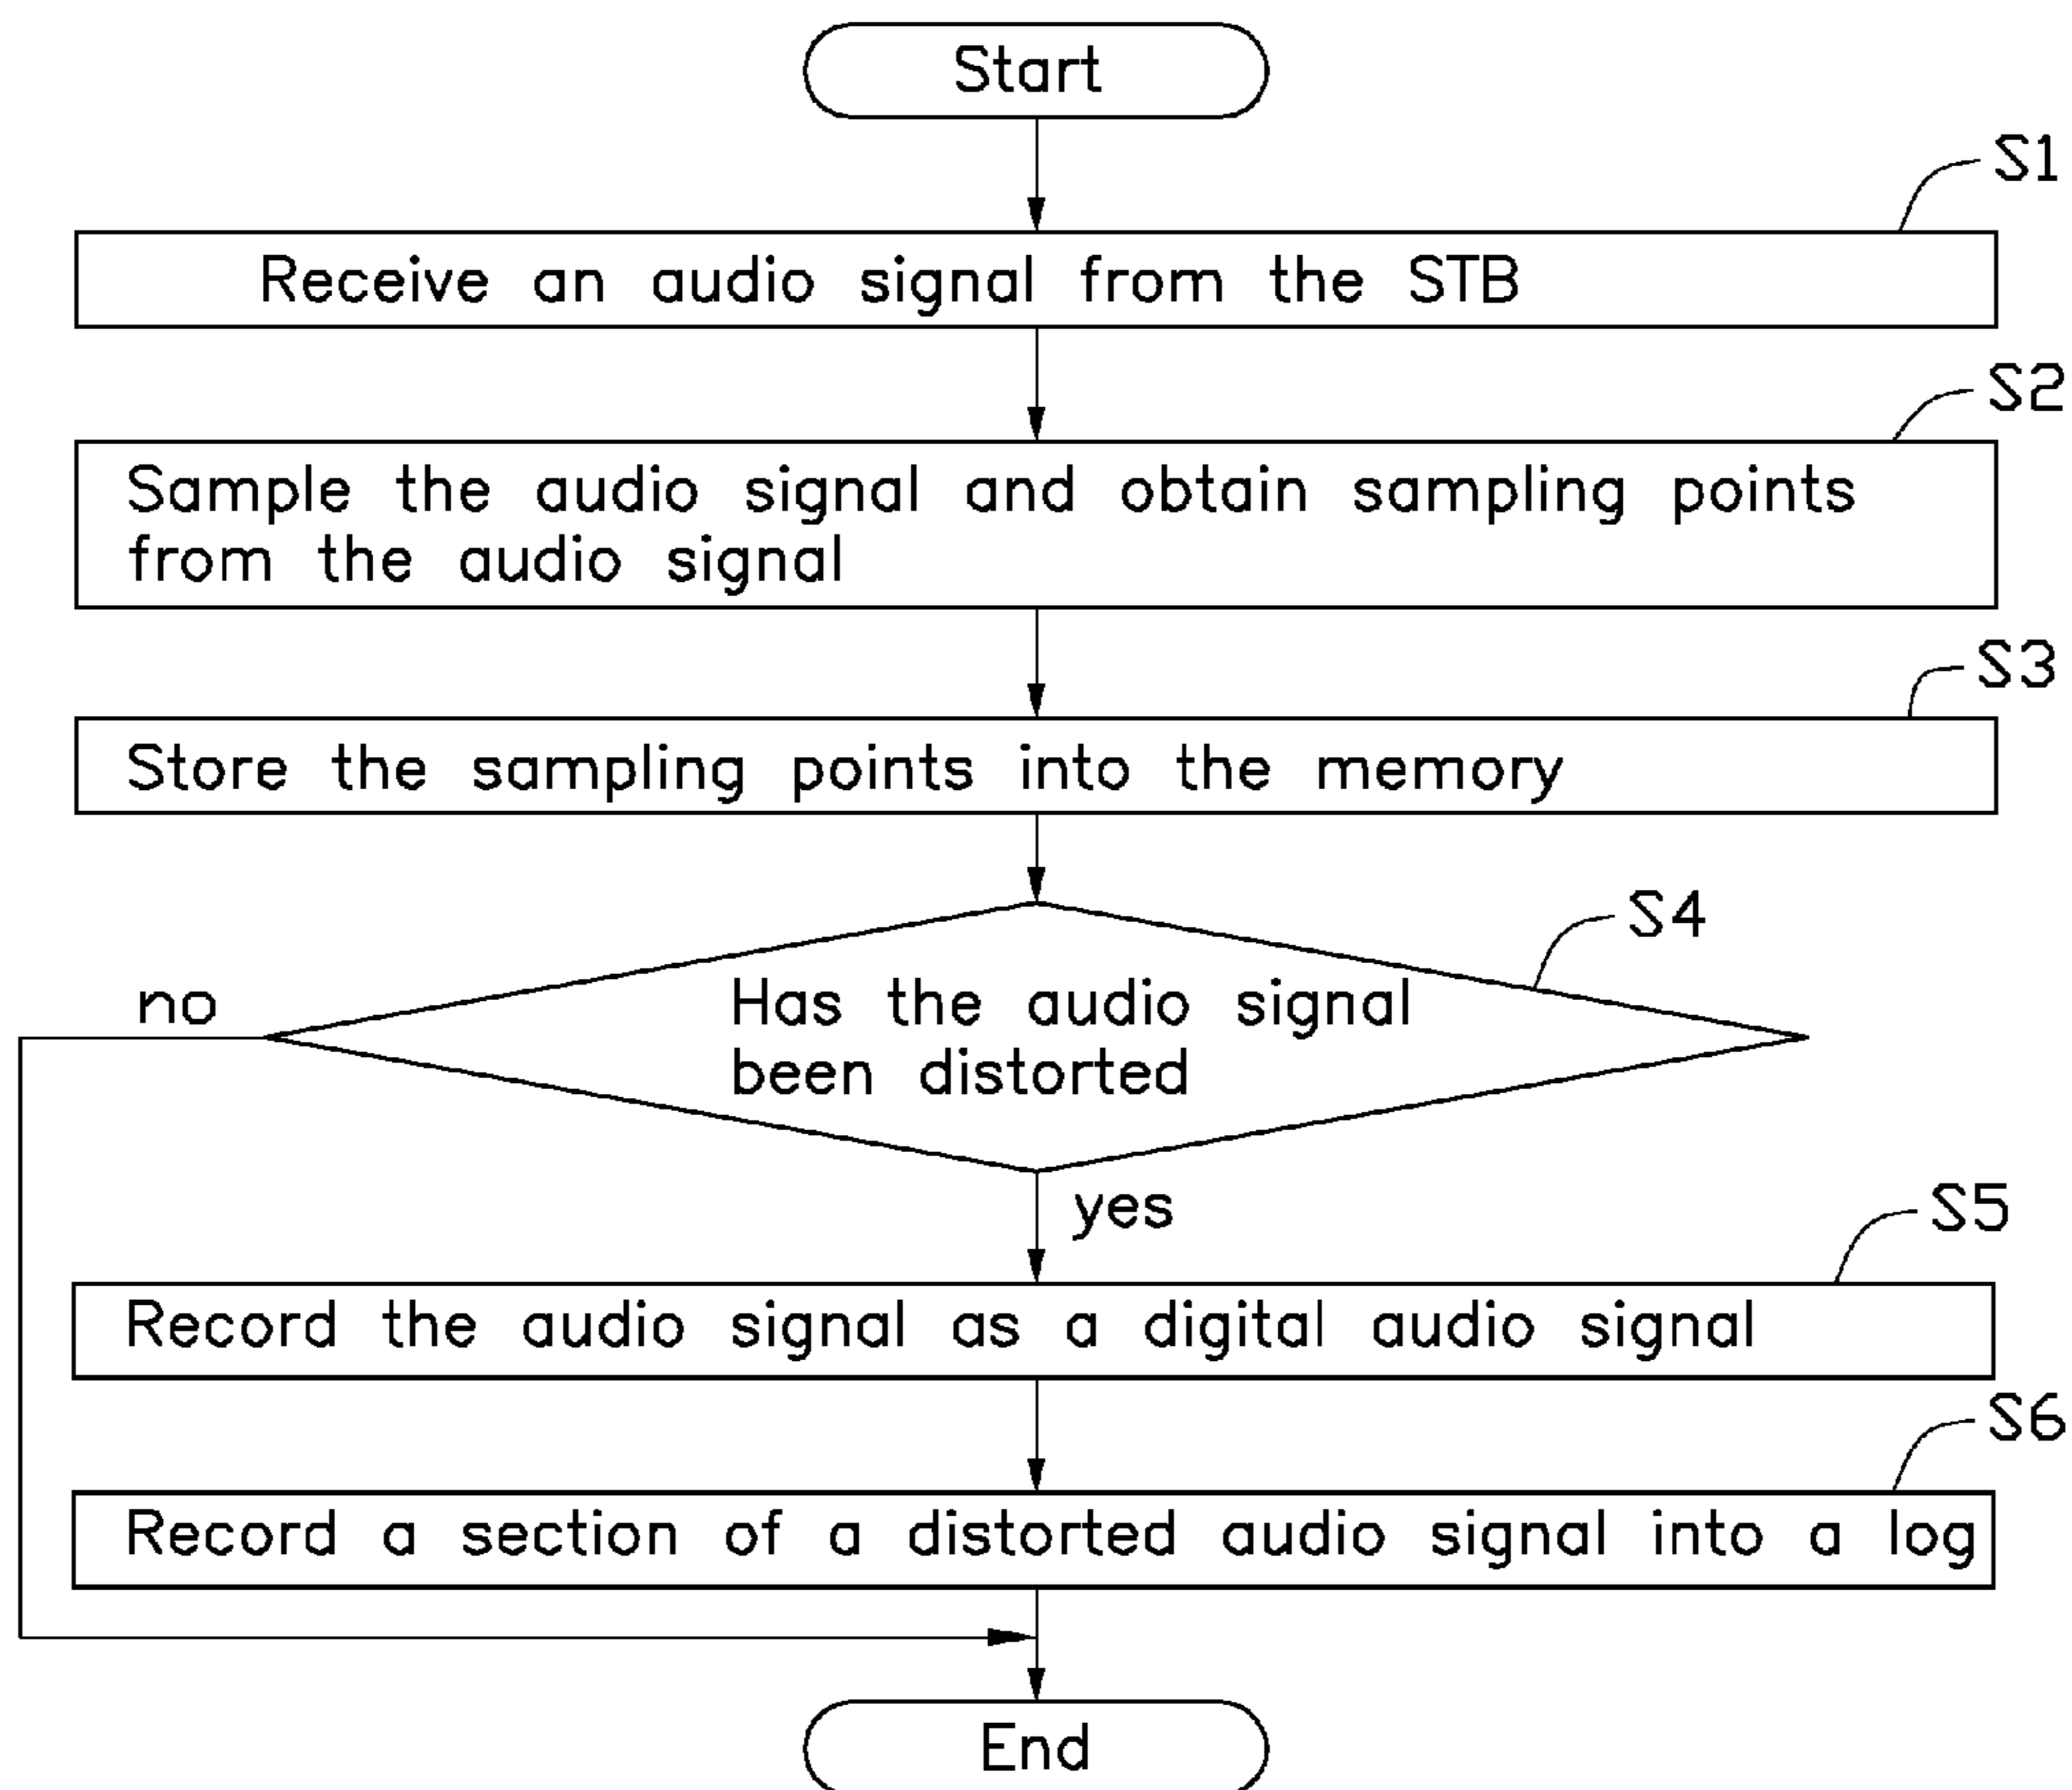 Start
S1
Receive an audio signal from the STB
S2
Sample the audio signal and obtain sampling points
from the audio signal
S3
Store the sampling points into the memory
S4
no
Has the audio signal
been distorted
yes
S5
Record the audio signal as a digital audio signal
S6
Record a section of a distorted audio signal into a log
End